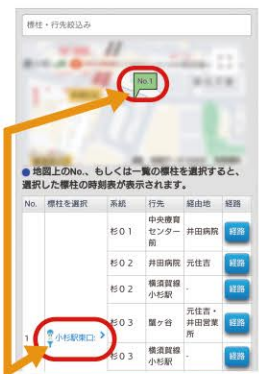 標柱・行先絞込み
No.1
●地図上のNo.、もしくは一覧の標柱を選択すると、
選択した標柱の時刻表が表示されます。
No. 標柱を選択 系統 行先 経由地 経路
杉01 中央療育センター前 井田病院 経路
杉02 井田病院 元住吉 経路
杉02 横須賀線小杉駅 - 経路
1 小杉駅東口: > 杉03 蟹ヶ谷 元住吉・井田営業所 経路
杉03 横須賀線小杉駅 - 経路